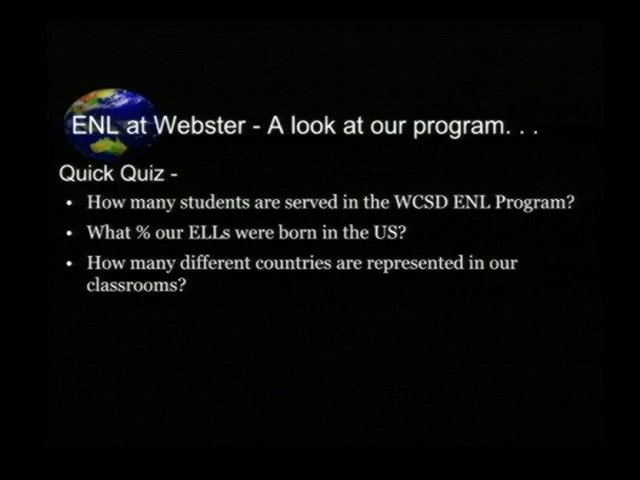 ENL at Webster - A look at our program. . .
Quick Quiz -
• How many students are served in the WCSD ENL Program?
• What % our ELLs were born in the US?
• How many different countries are represented in our
classrooms?